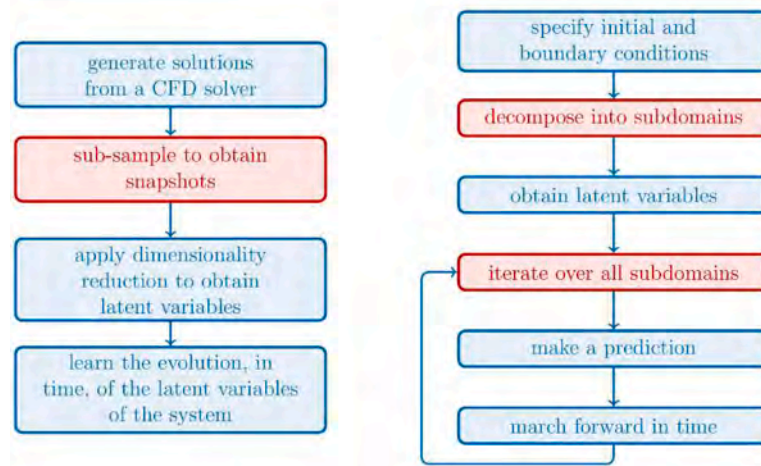 generate solutions
from a CFD solver
sub-sample to obtain
snapshots
apply dimensionality
reduction to obtain
latent variables
learn the evolution, in
time, of the latent variables
of the system
specify initial and
boundary conditions
decompose into subdomains
obtain latent variables
iterate over all subdomains
make a prediction
march forward in time